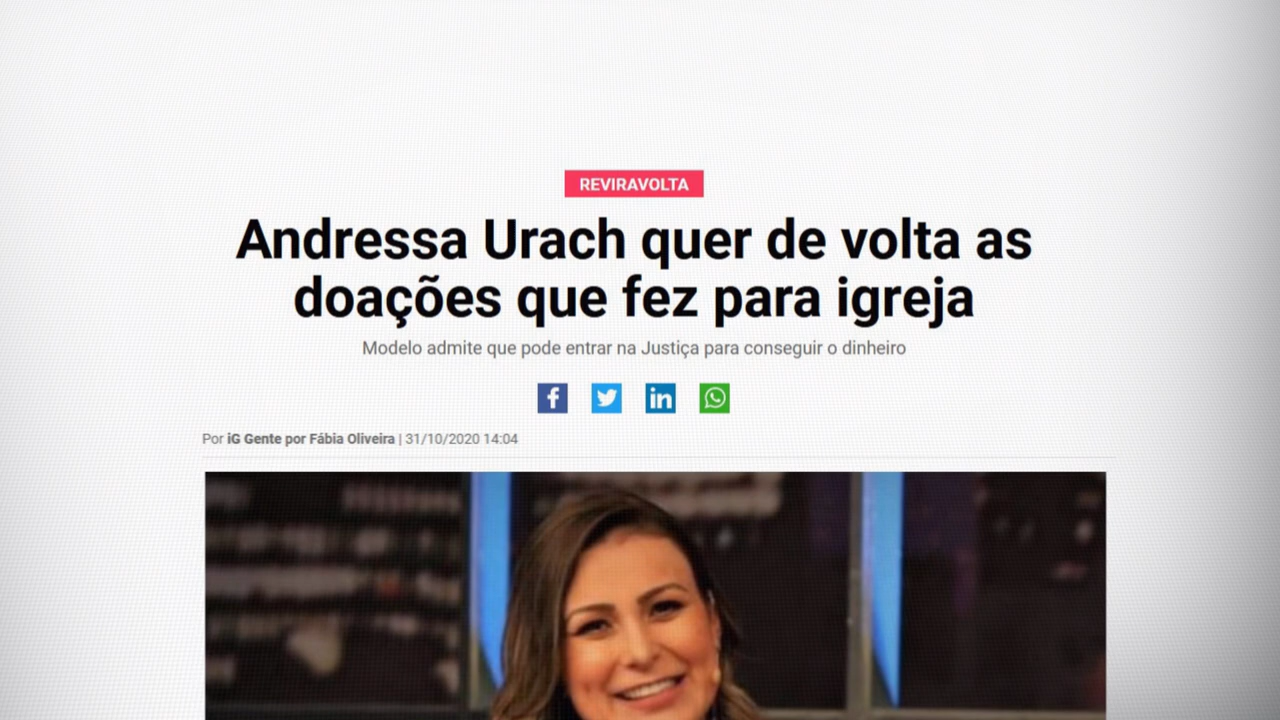 REVIRAVOLTA
Andressa Urach quer de volta as
doações que fez para igreja
Modelo admite que pode entrar na Justiça para conseguir o dinheiro
Por iG Gente por Fábia Oliveira | 31/10/2020 14:04